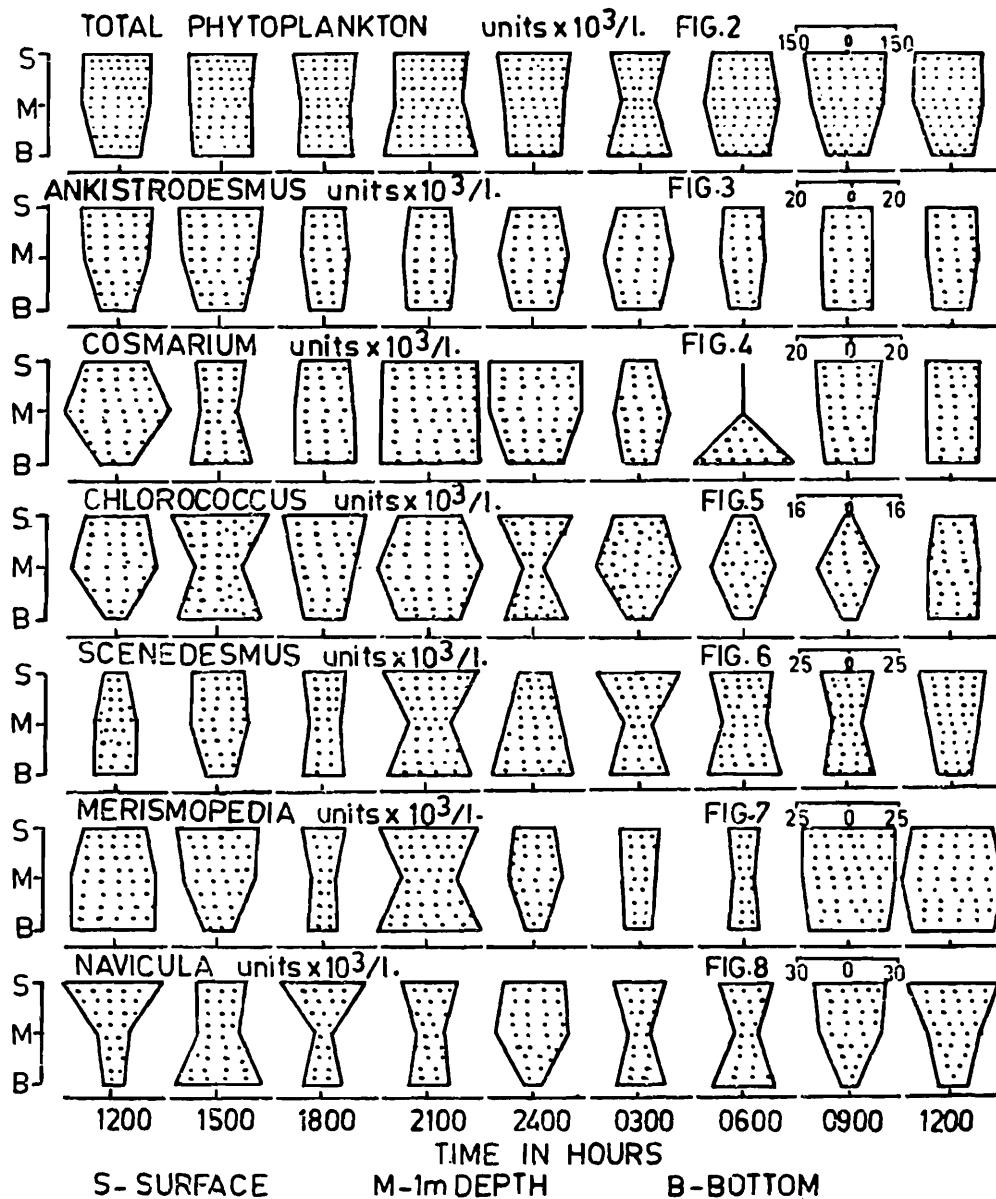 TOTAL PHYTOPLANKTON units x 10³/l. FIG.2 150 0 150
S
M
B
ANKISTRODESMUS units x 10³/l. FIG.3 20 0 20
S
M
B
COSMARIUM units x 10³/l. FIG.4 20 0 20
S
M
B
CHLOROCOCCUS units x 10³/l. FIG.5 16 0 16
S
M
B
SCENEDESMUS units x 10³/l. FIG.6 25 0 25
S
M
B
MERISMOPEDIA units x 10³/l. FIG.7 25 0 25
S
M
B
NAVICULA units x 10³/l. FIG.8 30 0 30
S
M
B
1200 1500 1800 2100 2400 0300 0600 0900 1200
TIME IN HOURS
S- SURFACE M-1m DEPTH B-BOTTOM